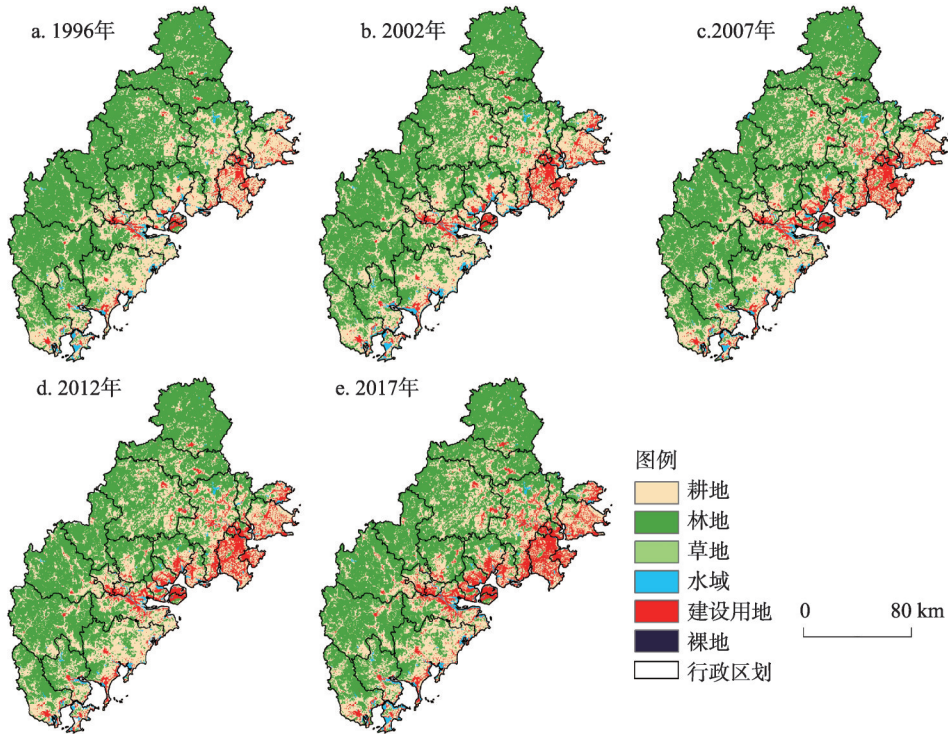 a. 1996年
b. 2002年
c.2007年
d. 2012年
e. 2017年
图例
耕地
林地
草地
水域
建设用地
裸地
行政区划
0 80 km